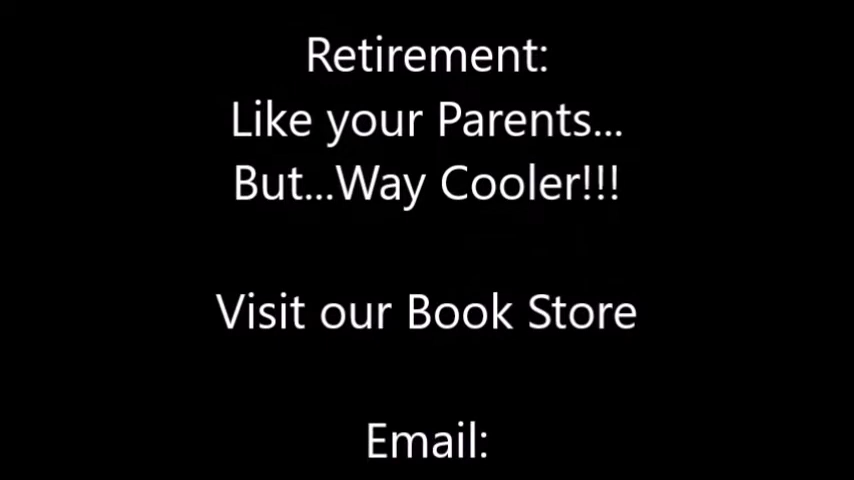 Retirement:
Like your Parents...
But...Way Cooler!!!
Visit our Book Store
Email: